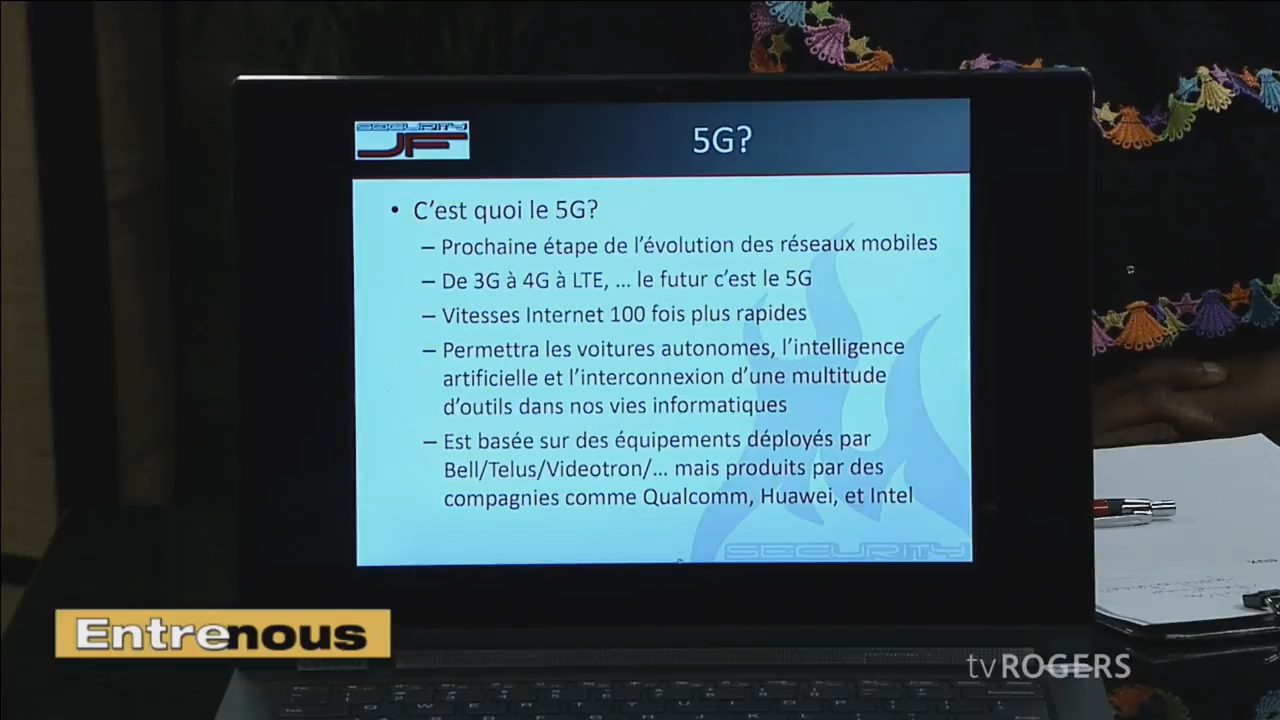 SECURITY
JF
5G?
• C'est quoi le 5G?
– Prochaine étape de l'évolution des réseaux mobiles
– De 3G à 4G à LTE, ... le futur c'est le 5G
– Vitesses Internet 100 fois plus rapides
– Permettra les voitures autonomes, l'intelligence
artificielle et l'interconnexion d'une multitude
d'outils dans nos vies informatiques
– Est basée sur des équipements déployés par
Bell/Telus/Videotron/... mais produits par des
compagnies comme Qualcomm, Huawei, et Intel
SECURITY
Entrenous
tvROGERS